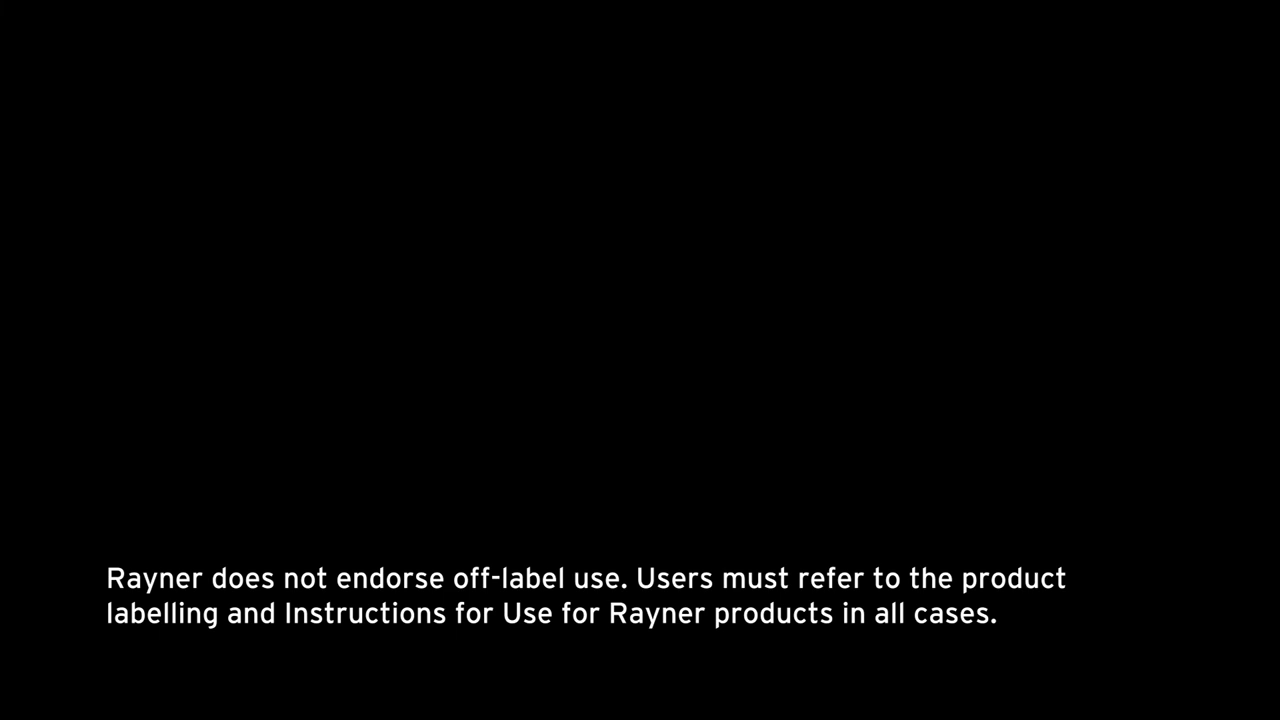 Rayner does not endorse off-label use. Users must refer to the product
labelling and Instructions for Use for Rayner products in all cases.